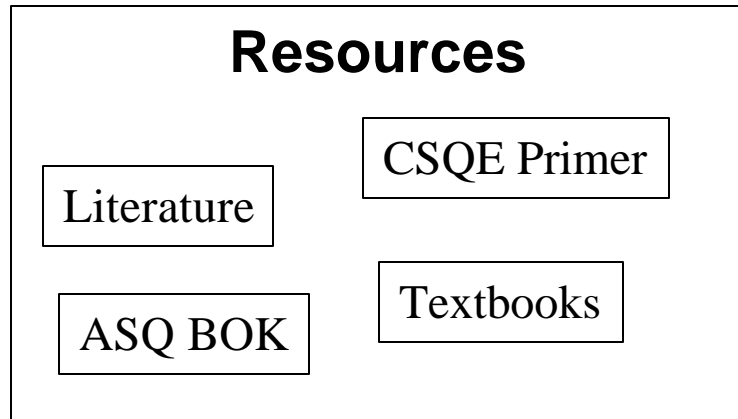 Resources
CSQE Primer
Literature
Textbooks
ASQ BOK